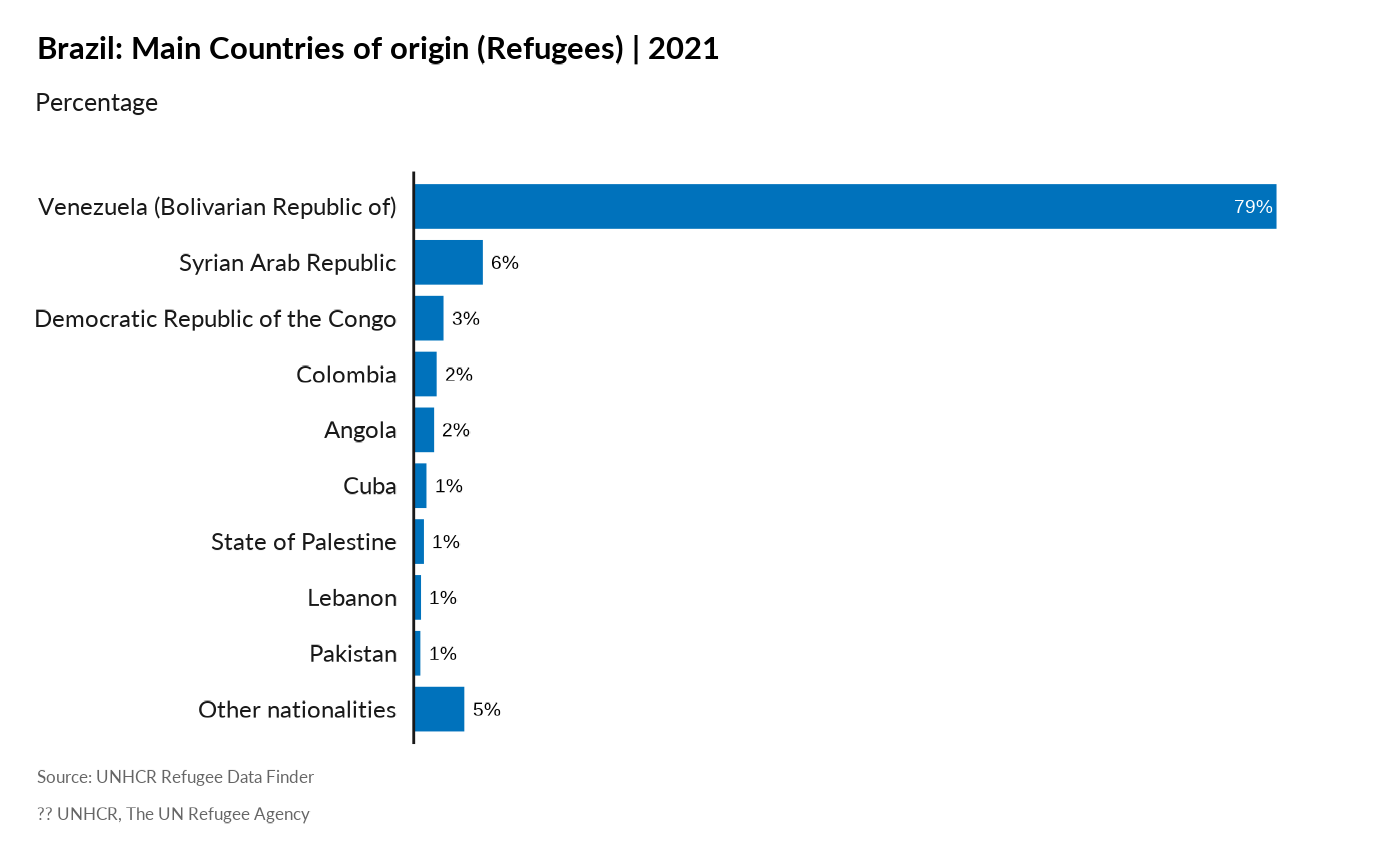 Brazil: Main Countries of origin (Refugees) | 2021
Percentage
Venezuela (Bolivarian Republic of) 79%
Syrian Arab Republic 6%
Democratic Republic of the Congo 3%
Colombia 2%
Angola 2%
Cuba 1%
State of Palestine 1%
Lebanon 1%
Pakistan 1%
Other nationalities 5%
Source: UNHCR Refugee Data Finder
?? UNHCR, The UN Refugee Agency